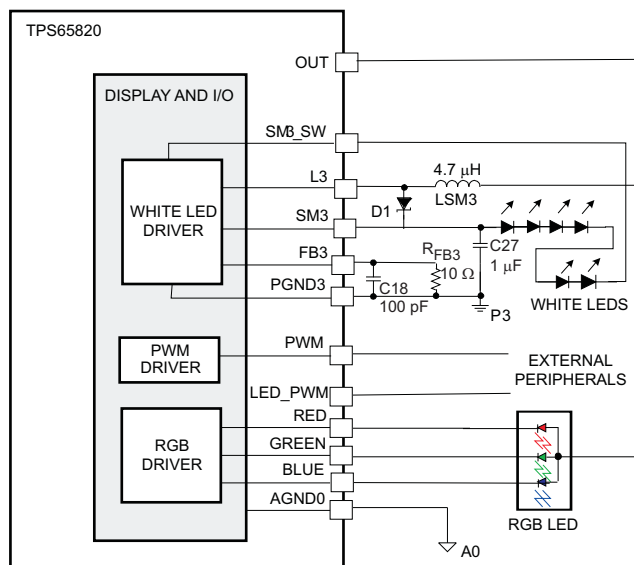 TPS65820
OUT
DISPLAY AND I/O
SM3_SW
L3
4.7 μH
LSM3
WHITE LED
DRIVER
D1
SM3
FB3
RFB3
10 Ω
C27
1 μF
C18
100 pF
PGND3
P3
WHITE LEDS
PWM
DRIVER
PWM
EXTERNAL
PERIPHERALS
LED_PWM
RED
RGB
DRIVER
GREEN
BLUE
AGND0
RGB LED
A0